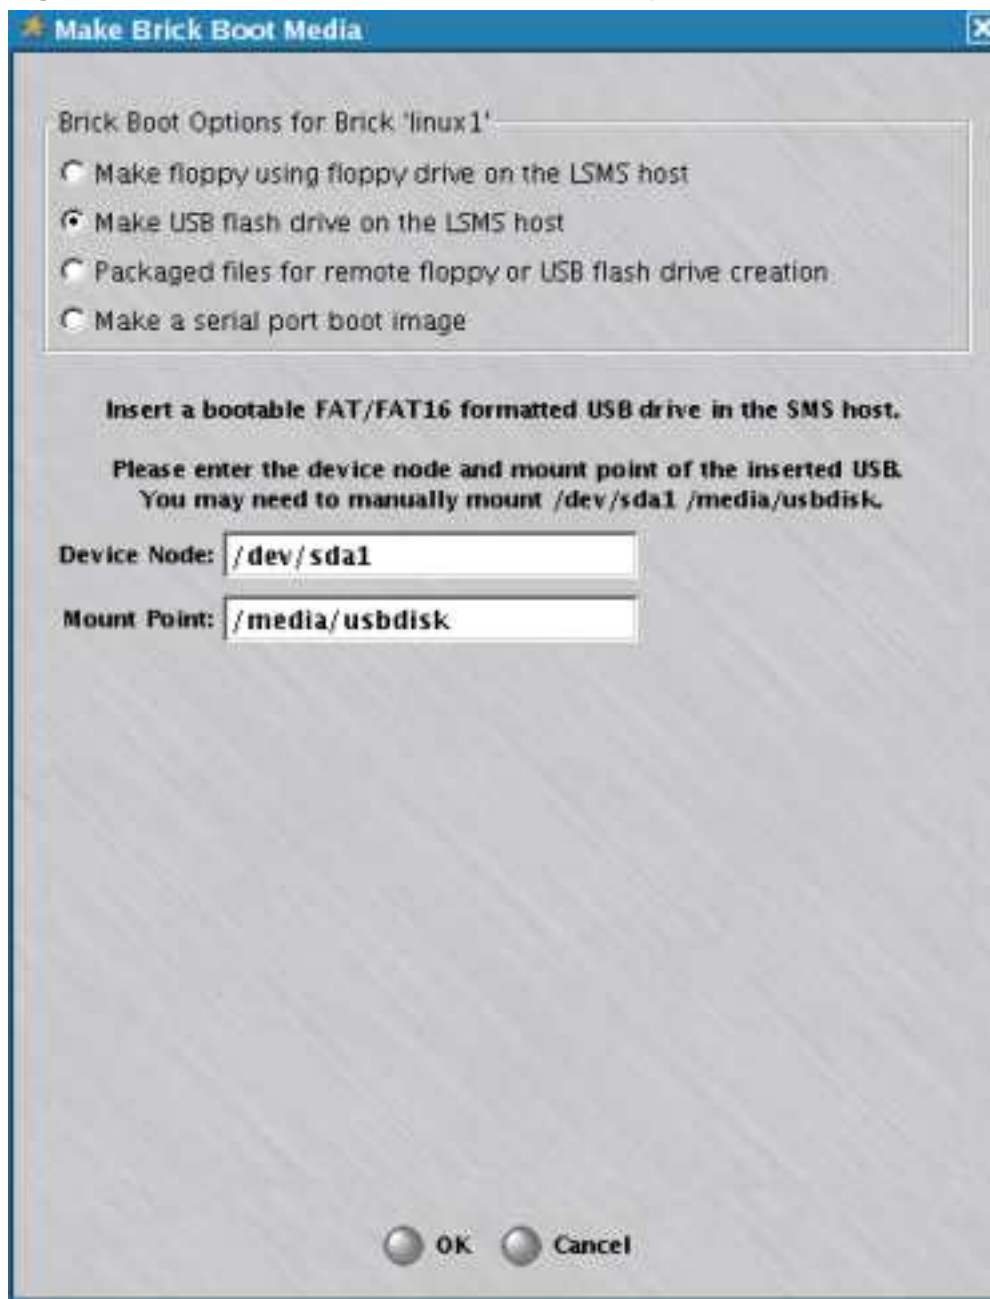 Make Brick Boot Media
Brick Boot Options for Brick 'linux1'
Make floppy using floppy drive on the LSMS host
Make USB flash drive on the LSMS host
Packaged files for remote floppy or USB flash drive creation
Make a serial port boot image
Insert a bootable FAT/FAT16 formatted USB drive in the SMS host.
Please enter the device node and mount point of the inserted USB.
You may need to manually mount /dev/sda1 /media/usbdisk.
Device Node: /dev/sda1
Mount Point: /media/usbdisk
OK Cancel